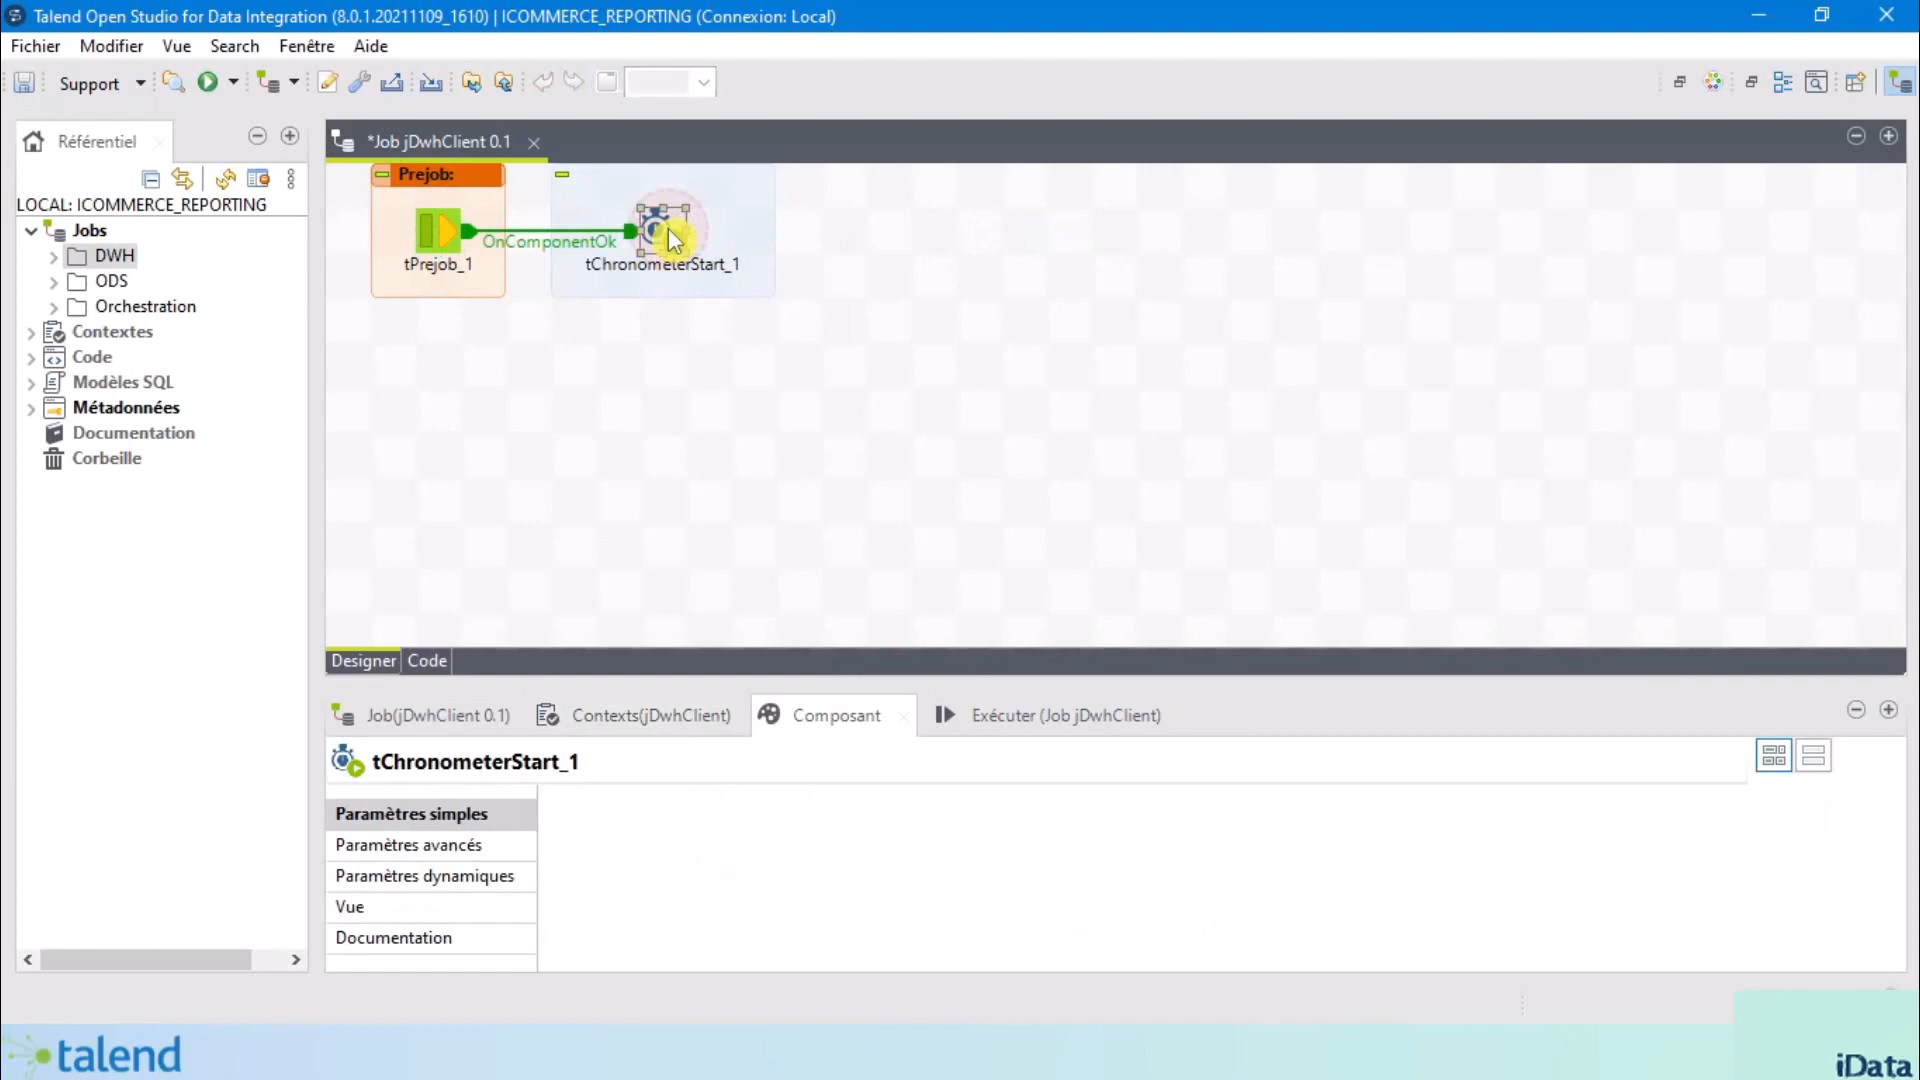 Talend Open Studio for Data Integration (8.0.1.20211109_1610) | ICOMMERCE_REPORTING (Connexion: Local)
Fichier Modifier Vue Search Fenêtre Aide
Support
Référentiel
LOCAL: ICOMMERCE_REPORTING
Jobs
DWH
ODS
Orchestration
Contextes
Code
Modèles SQL
Métadonnées
Documentation
Corbeille
*Job jDwhClient 0.1
Prejob:
OnComponentOk
tPrejob_1
tChronometerStart_1
Designer Code
Job(jDwhClient 0.1) Contexts(jDwhClient) Composant Exécuter (Job jDwhClient)
tChronometerStart_1
Paramètres simples
Paramètres avancés
Paramètres dynamiques
Vue
Documentation
talend
iData